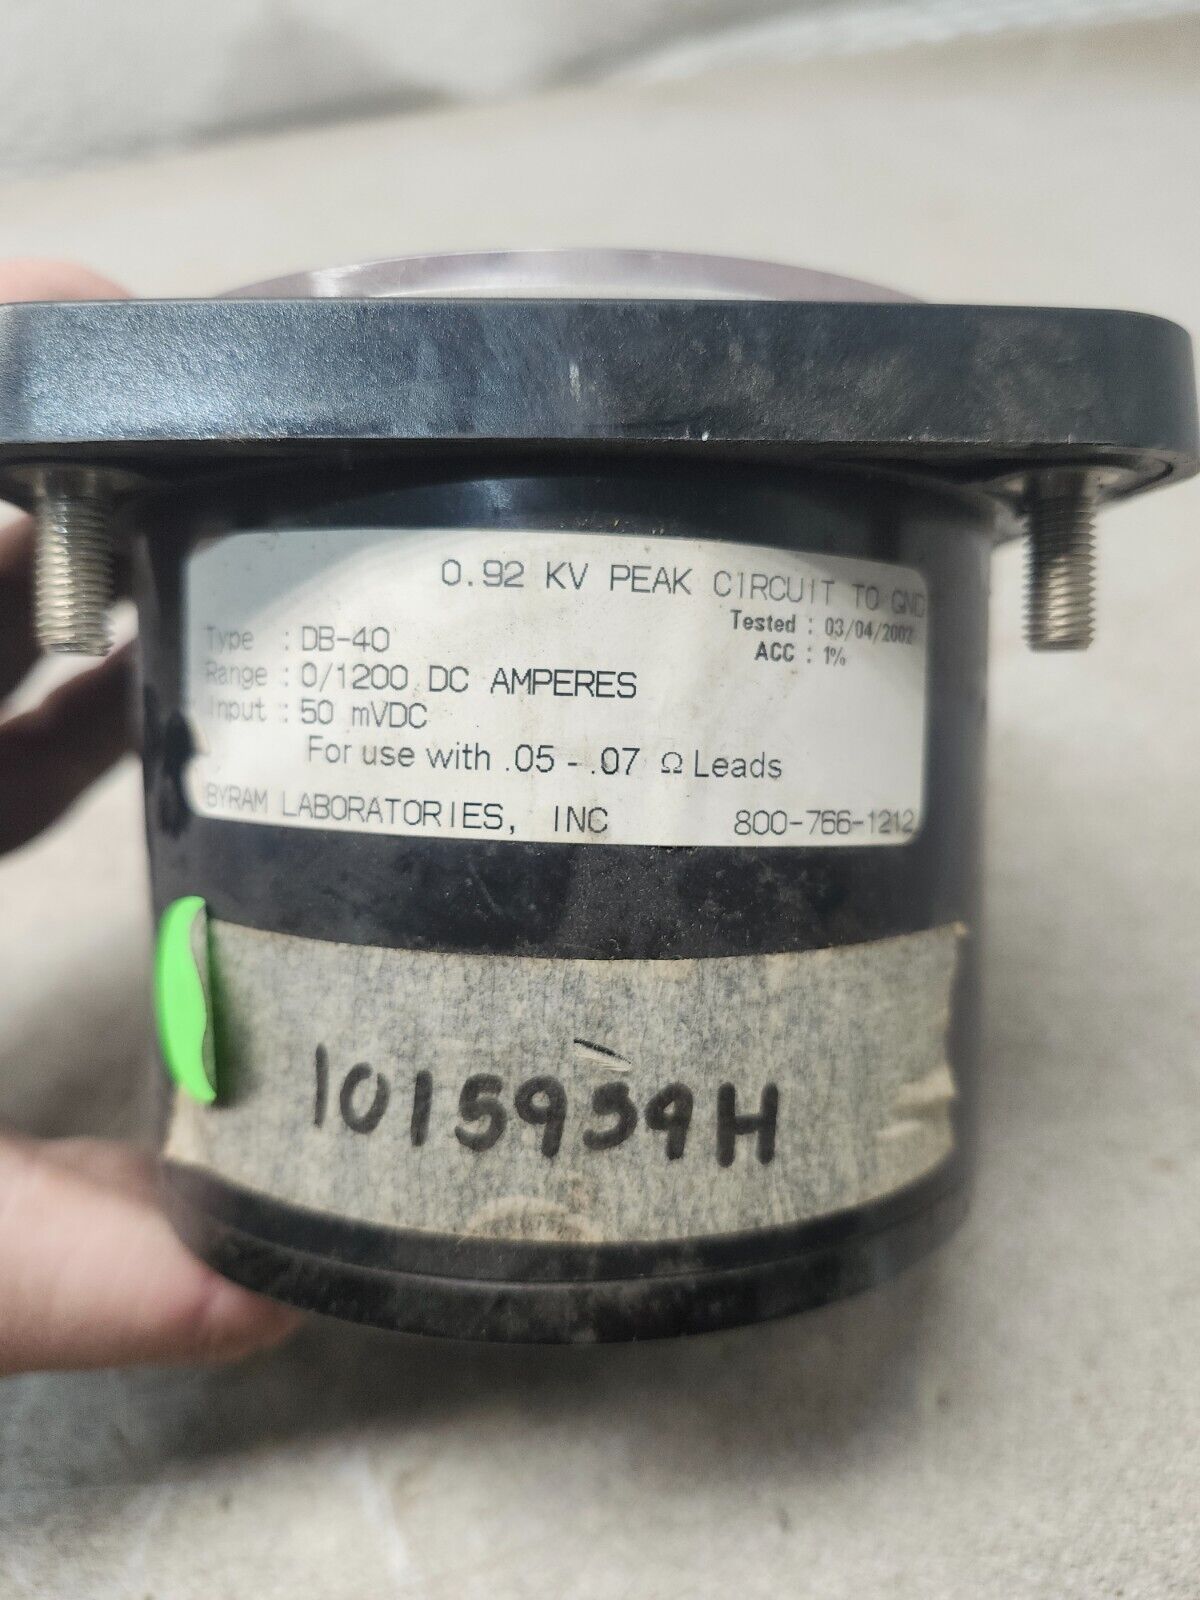 0.92 KV PEAK CIRCUIT TO GND
Tested : 03/04/2002
ACC : 1%
Type : DB-40
Range : 0/1200 DC AMPERES
Input : 50 mVDC
For use with .05 - .07 Ω Leads
BYRAM LABORATORIES, INC 800-766-1212
1015939H